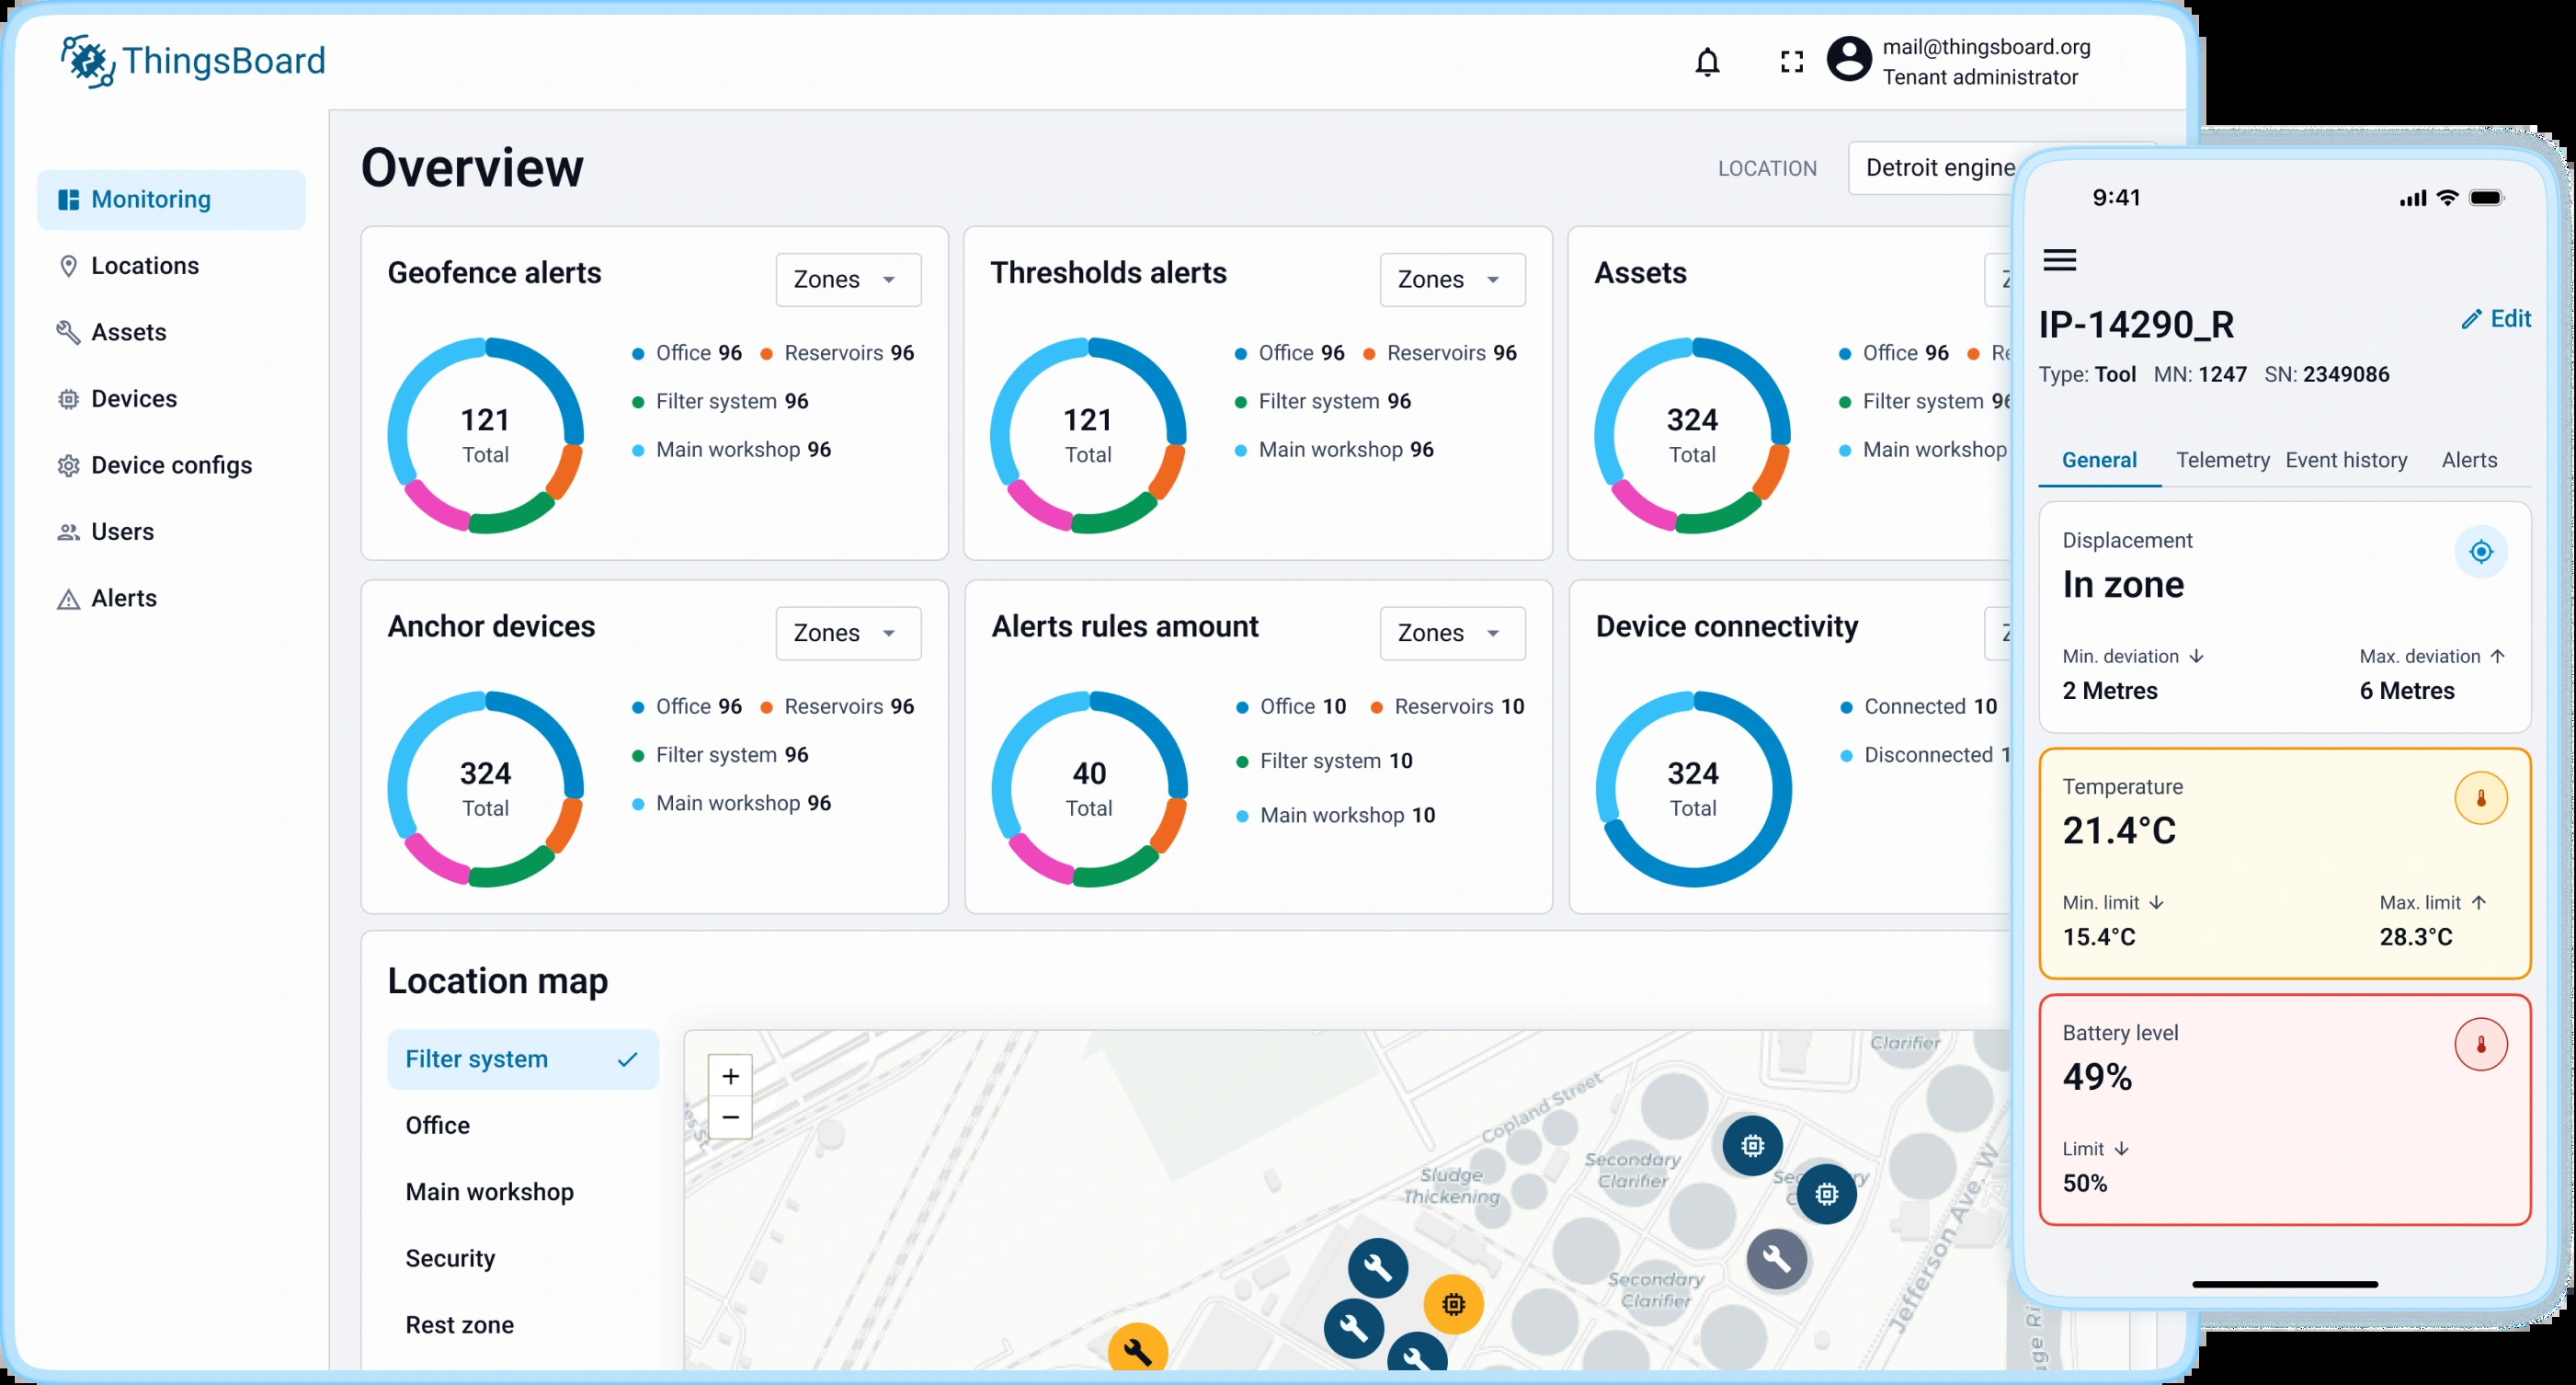 ThingsBoard
mail@thingsboard.org
Tenant administrator
Monitoring
Locations
Assets
Devices
Device configs
Users
Alerts
Overview
LOCATION
Detroit engine
Geofence alerts
Zones
121
Total
Office 96 Reservoirs 96
Filter system 96
Main workshop 96
Thresholds alerts
Zones
121
Total
Office 96 Reservoirs 96
Filter system 96
Main workshop 96
Assets
324
Total
Office 96
Filter system 96
Main workshop
Anchor devices
Zones
324
Total
Office 96 Reservoirs 96
Filter system 96
Main workshop 96
Alerts rules amount
Zones
40
Total
Office 10 Reservoirs 10
Filter system 10
Main workshop 10
Device connectivity
324
Total
Connected 10
Disconnected
Location map
Filter system
Office
Main workshop
Security
Rest zone
+
−
Clarifier
Copland Street
Sludge
Thickening
Secondary
Clarifier
Secondary
Clarifier
Jefferson Ave. W
9:41
IP-14290_R
Edit
Type: Tool MN: 1247 SN: 2349086
General Telemetry Event history Alerts
Displacement
In zone
Min. deviation ↓ Max. deviation ↑
2 Metres 6 Metres
Temperature
21.4°C
Min. limit ↓ Max. limit ↑
15.4°C 28.3°C
Battery level
49%
Limit ↓
50%